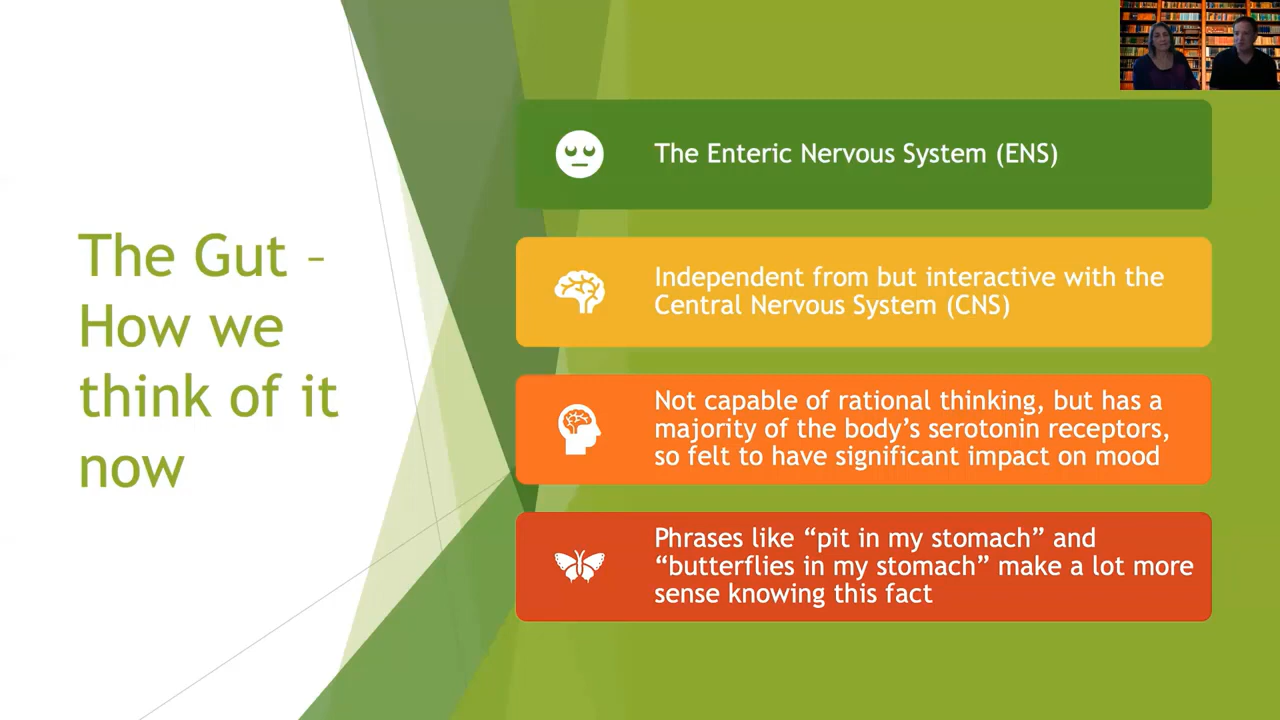 The Gut –
How we
think of it
now
The Enteric Nervous System (ENS)
Independent from but interactive with the
Central Nervous System (CNS)
Not capable of rational thinking, but has a
majority of the body’s serotonin receptors,
so felt to have significant impact on mood
Phrases like “pit in my stomach” and
“butterflies in my stomach” make a lot more
sense knowing this fact